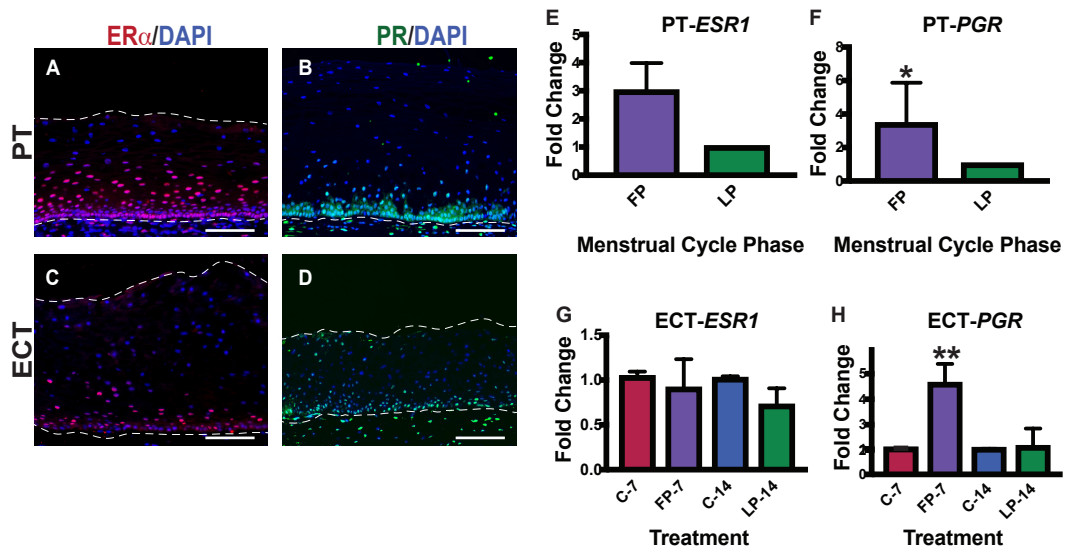 ERα/DAPI
PR/DAPI
PT
A
B
ECT
C
D
E
PT-ESR1
Fold Change
5
4
3
2
1
0
FP
LP
Menstrual Cycle Phase
F
PT-PGR
Fold Change
8
6
4
2
0
*
FP
LP
Menstrual Cycle Phase
G
ECT-ESR1
Fold Change
1.5
1.0
0.5
0.0
C-7
FP-7
C-14
LP-14
Treatment
H
ECT-PGR
Fold Change
5
4
2
1
0
**
C-7
FP-7
C-14
LP-14
Treatment